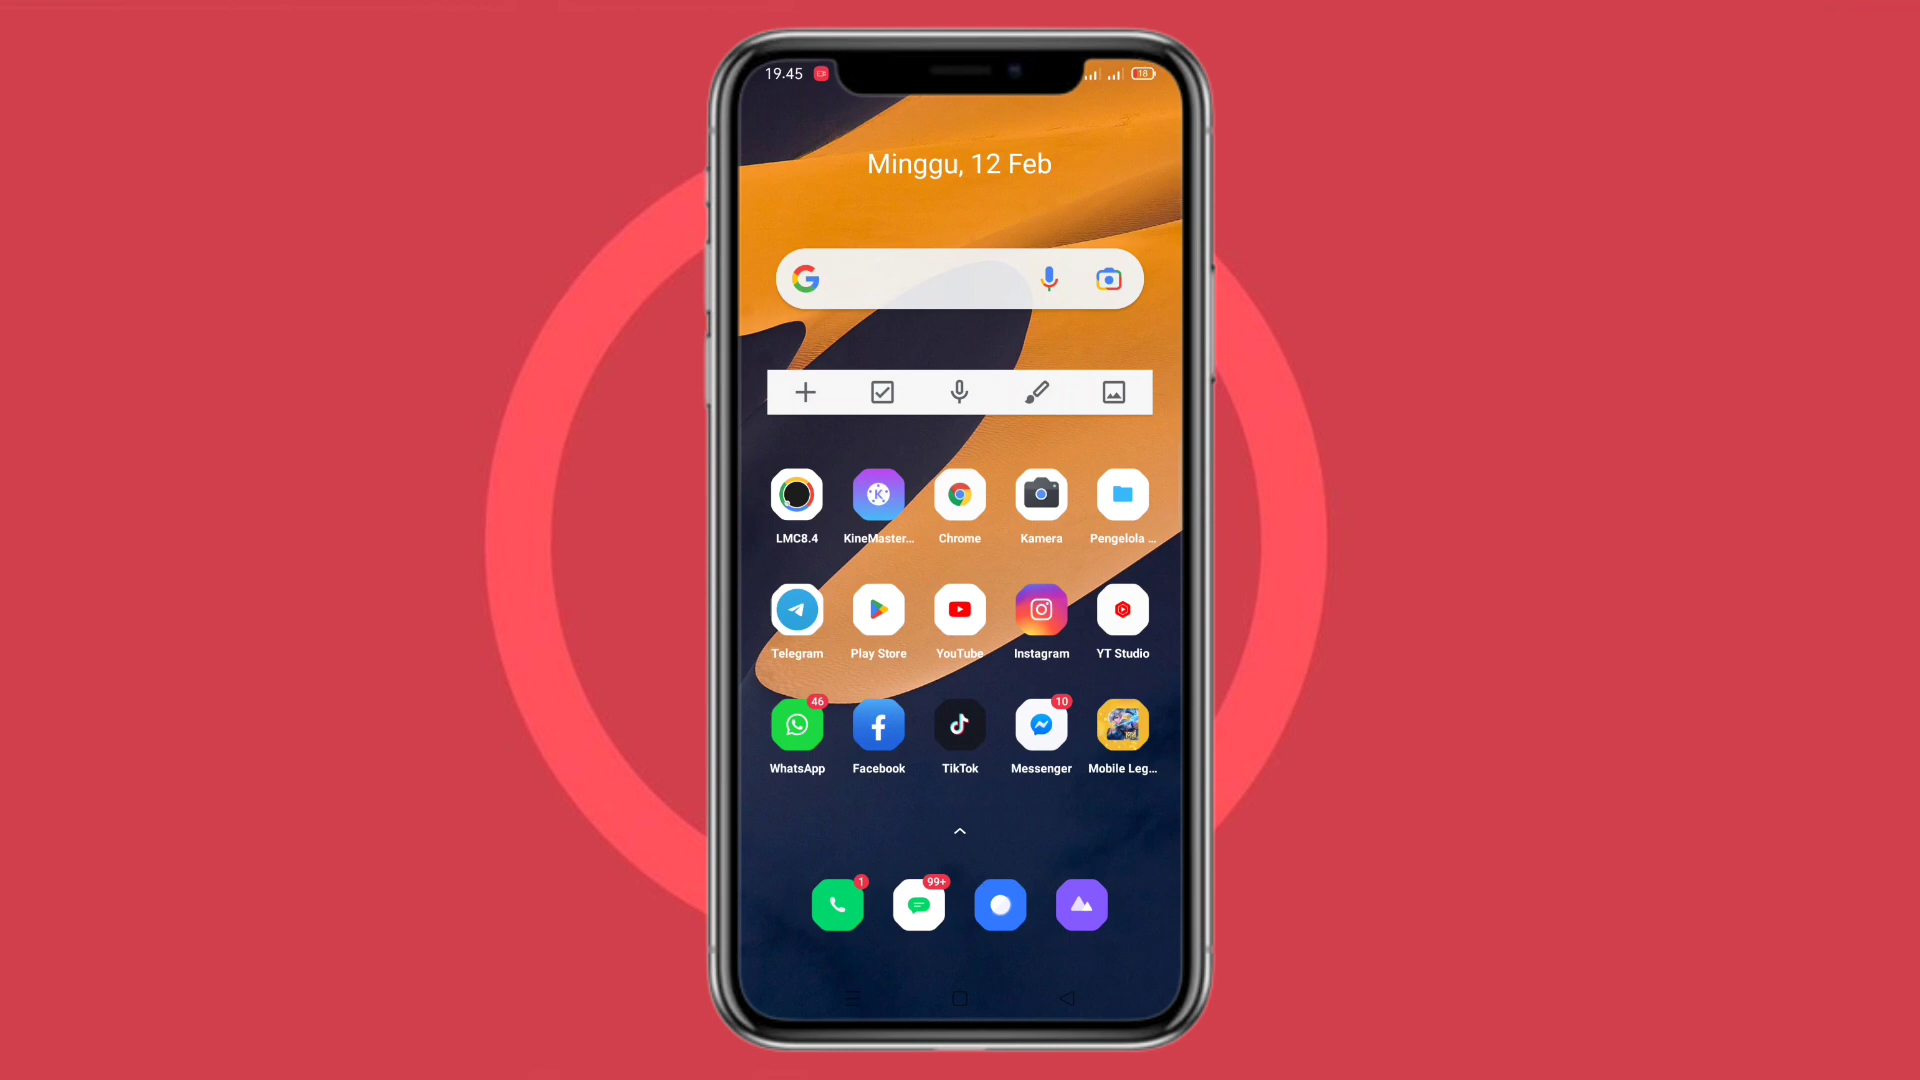 19.45
18
Minggu, 12 Feb
LMC8.4
KineMaster...
Chrome
Kamera
Pengelola ...
Telegram
Play Store
YouTube
Instagram
YT Studio
46
10
WhatsApp
Facebook
TikTok
Messenger
Mobile Leg...
1
99+